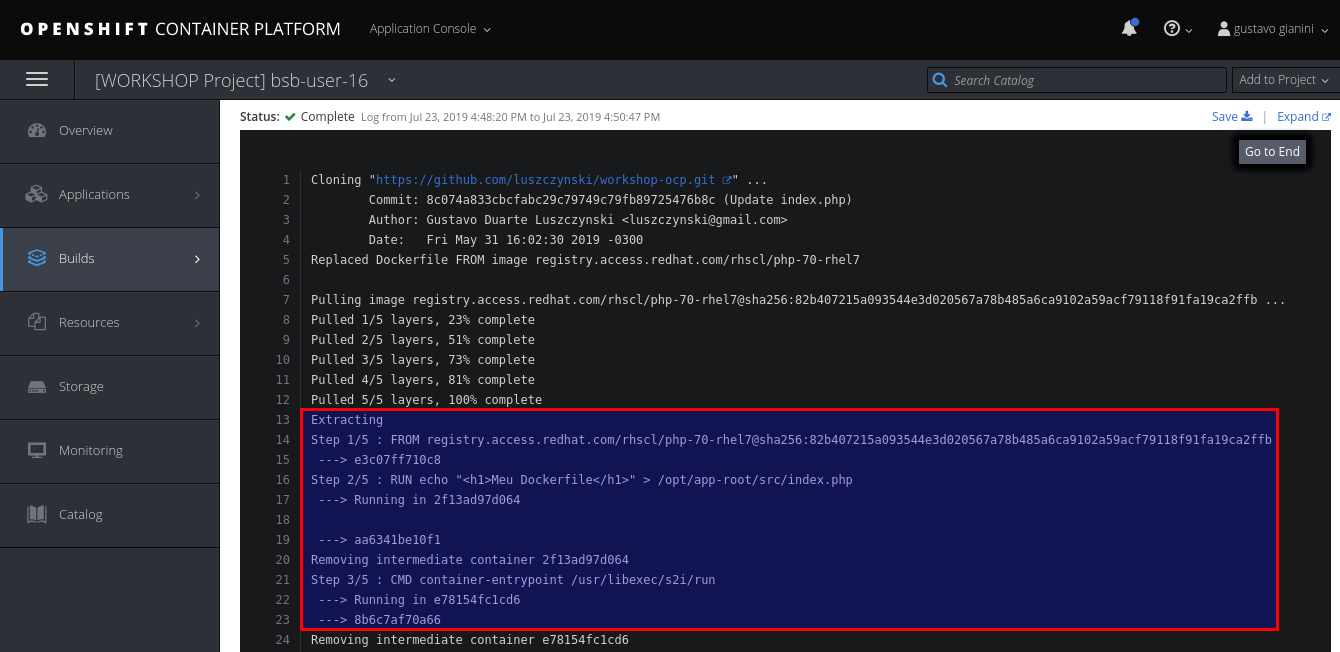 OPENSHIFT CONTAINER PLATFORM Application Console gustavo gianini
[WORKSHOP Project] bsb-user-16 Search Catalog Add to Project
Overview
Applications
Builds
Resources
Storage
Monitoring
Catalog
Status: Complete Log from Jul 23, 2019 4:48:20 PM to Jul 23, 2019 4:50:47 PM Save | Expand
Go to End
1 Cloning "https://github.com/luszczynski/workshop-ocp.git" ...
2 Commit: 8c074a833cbcfabc29c79749c79fb89725476b8c (Update index.php)
3 Author: Gustavo Duarte Luszczynski <luszczynski@gmail.com>
4 Date: Fri May 31 16:02:30 2019 -0300
5 Replaced Dockerfile FROM image registry.access.redhat.com/rhscl/php-70-rhel7
6
7 Pulling image registry.access.redhat.com/rhscl/php-70-rhel7@sha256:82b407215a093544e3d020567a78b485a6ca9102a59acf79118f91fa19ca2ffb ...
8 Pulled 1/5 layers, 23% complete
9 Pulled 2/5 layers, 51% complete
10 Pulled 3/5 layers, 73% complete
11 Pulled 4/5 layers, 81% complete
12 Pulled 5/5 layers, 100% complete
13 Extracting
14 Step 1/5 : FROM registry.access.redhat.com/rhscl/php-70-rhel7@sha256:82b407215a093544e3d020567a78b485a6ca9102a59acf79118f91fa19ca2ffb
15 ---> e3c07ff710c8
16 Step 2/5 : RUN echo "<h1>Meu Dockerfile</h1>" > /opt/app-root/src/index.php
17 ---> Running in 2f13ad97d064
18
19 ---> aa6341be10f1
20 Removing intermediate container 2f13ad97d064
21 Step 3/5 : CMD container-entrypoint /usr/libexec/s2i/run
22 ---> Running in e78154fc1cd6
23 ---> 8b6c7af70a66
24 Removing intermediate container e78154fc1cd6